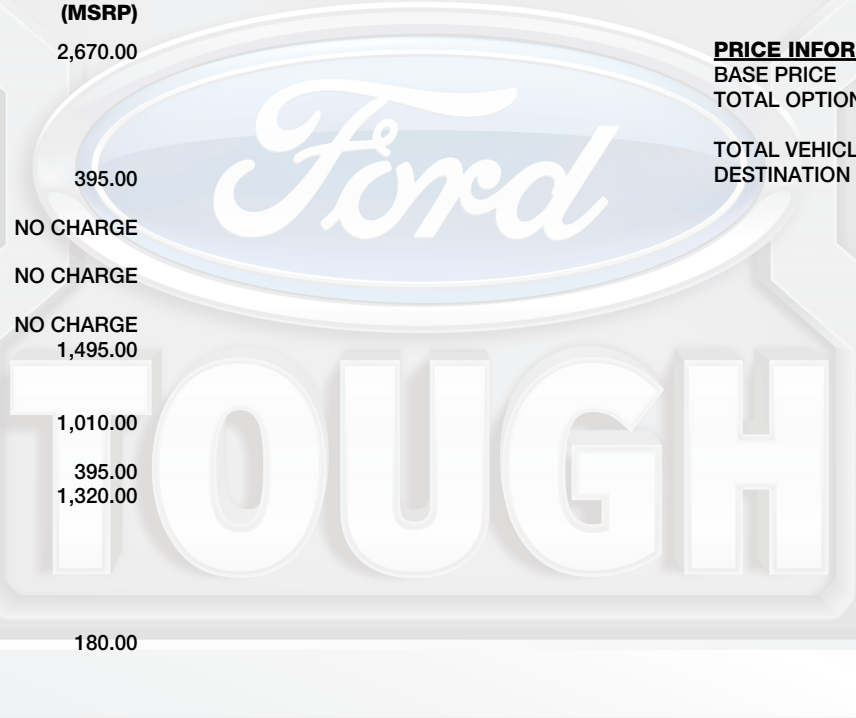 (MSRP)
2,670.00
395.00
NO CHARGE
NO CHARGE
NO CHARGE
1,495.00
1,010.00
395.00
1,320.00
180.00
PRICE INFOR
BASE PRICE
TOTAL OPTION
TOTAL VEHICL
DESTINATION
Ford
TOUGH